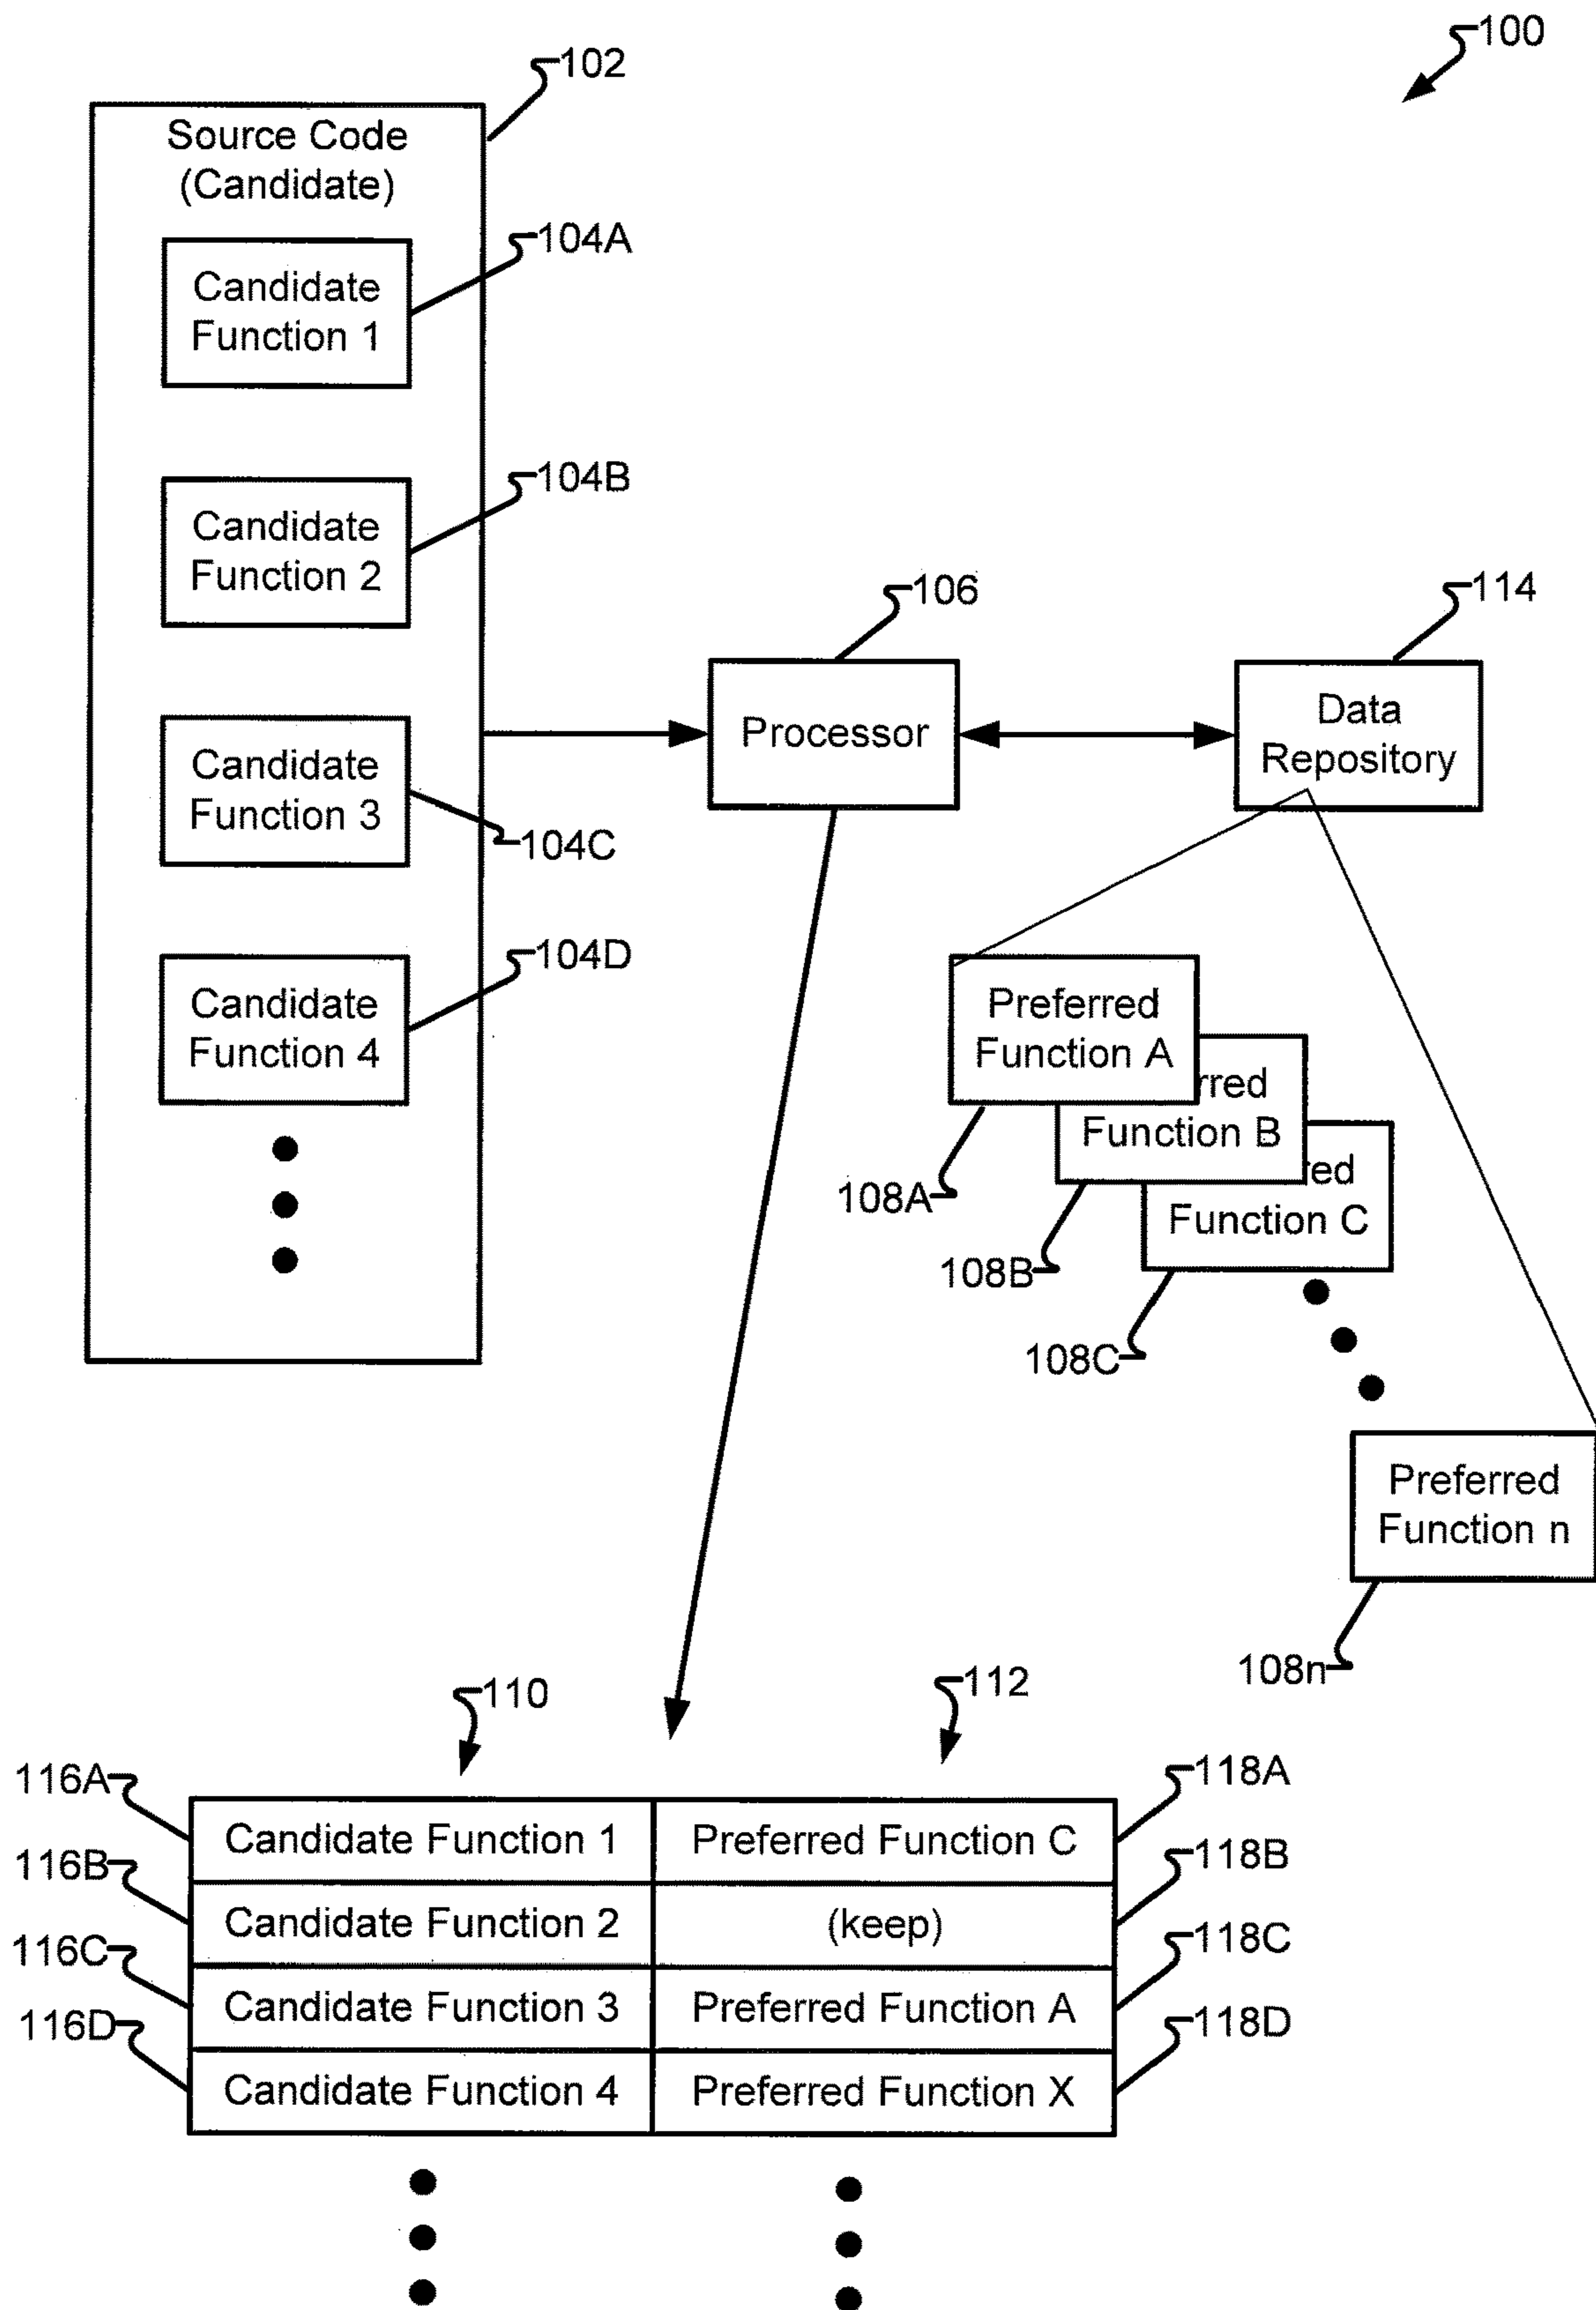 100
102
Source Code
(Candidate)
104A
Candidate
Function 1
104B
Candidate
Function 2
106
114
Processor
Data
Repository
Candidate
Function 3
104C
104D
Candidate
Function 4
Preferred
Function A
rred
Function B
ed
Function C
108A
108B
108C
Preferred
Function n
108n
110
112
116A
Candidate Function 1
Preferred Function C
118A
116B
Candidate Function 2
(keep)
118B
116C
Candidate Function 3
Preferred Function A
118C
116D
Candidate Function 4
Preferred Function X
118D